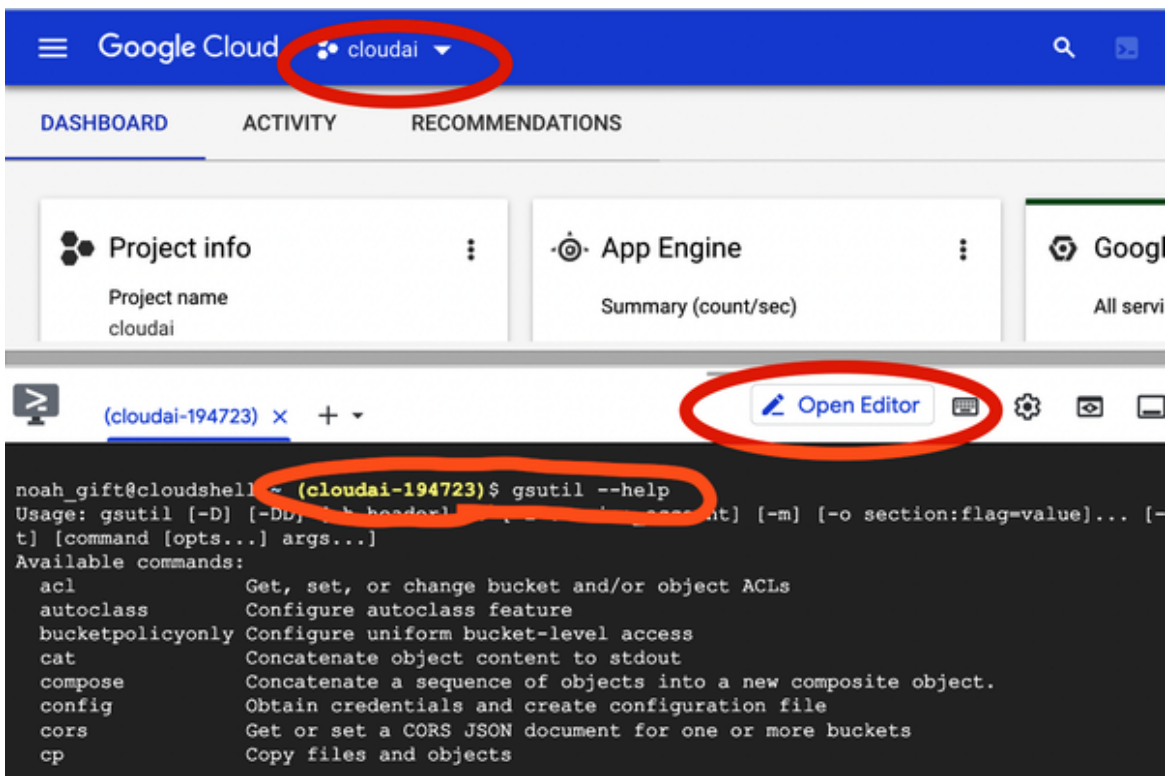 Google Cloud cloudai
DASHBOARD ACTIVITY RECOMMENDATIONS
Project info App Engine Googl
Project name Summary (count/sec) All servi
cloudai
(cloudai-194723) × + Open Editor
noah_gift@cloudshell ~ (cloudai-194723)$ gsutil --help
Usage: gsutil [-D] [-DD] [-m] [-o section:flag=value]... [-
t] [command [opts...] args...]
Available commands:
acl Get, set, or change bucket and/or object ACLs
autoclass Configure autoclass feature
bucketpolicyonly Configure uniform bucket-level access
cat Concatenate object content to stdout
compose Concatenate a sequence of objects into a new composite object.
config Obtain credentials and create configuration file
cors Get or set a CORS JSON document for one or more buckets
cp Copy files and objects